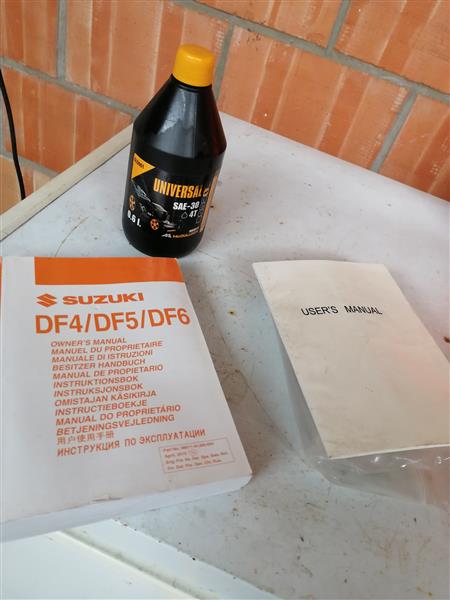 UNIVERSAL
SAE-30
4T
0.6 L.
SUZUKI
DF4/DF5/DF6
OWNER'S MANUAL
MANUEL DU PROPRIETAIRE
MANUALE DI ISTRUZIONI
BESITZER HANDBUCH
MANUAL DE PROPIETARIO
INSTRUKTIONSBOK
INSTRUKSJONSBOK
OMISTAJAN KÄSIKIRJA
INSTRUCTIEBOEKJE
MANUAL DO PROPRIETÁRIO
BETJENINGSVEJLEDNING
用户使用手册
ИНСТРУКЦИЯ ПО ЭКСПЛУАТАЦИИ
Part No.
USER'S MANUAL